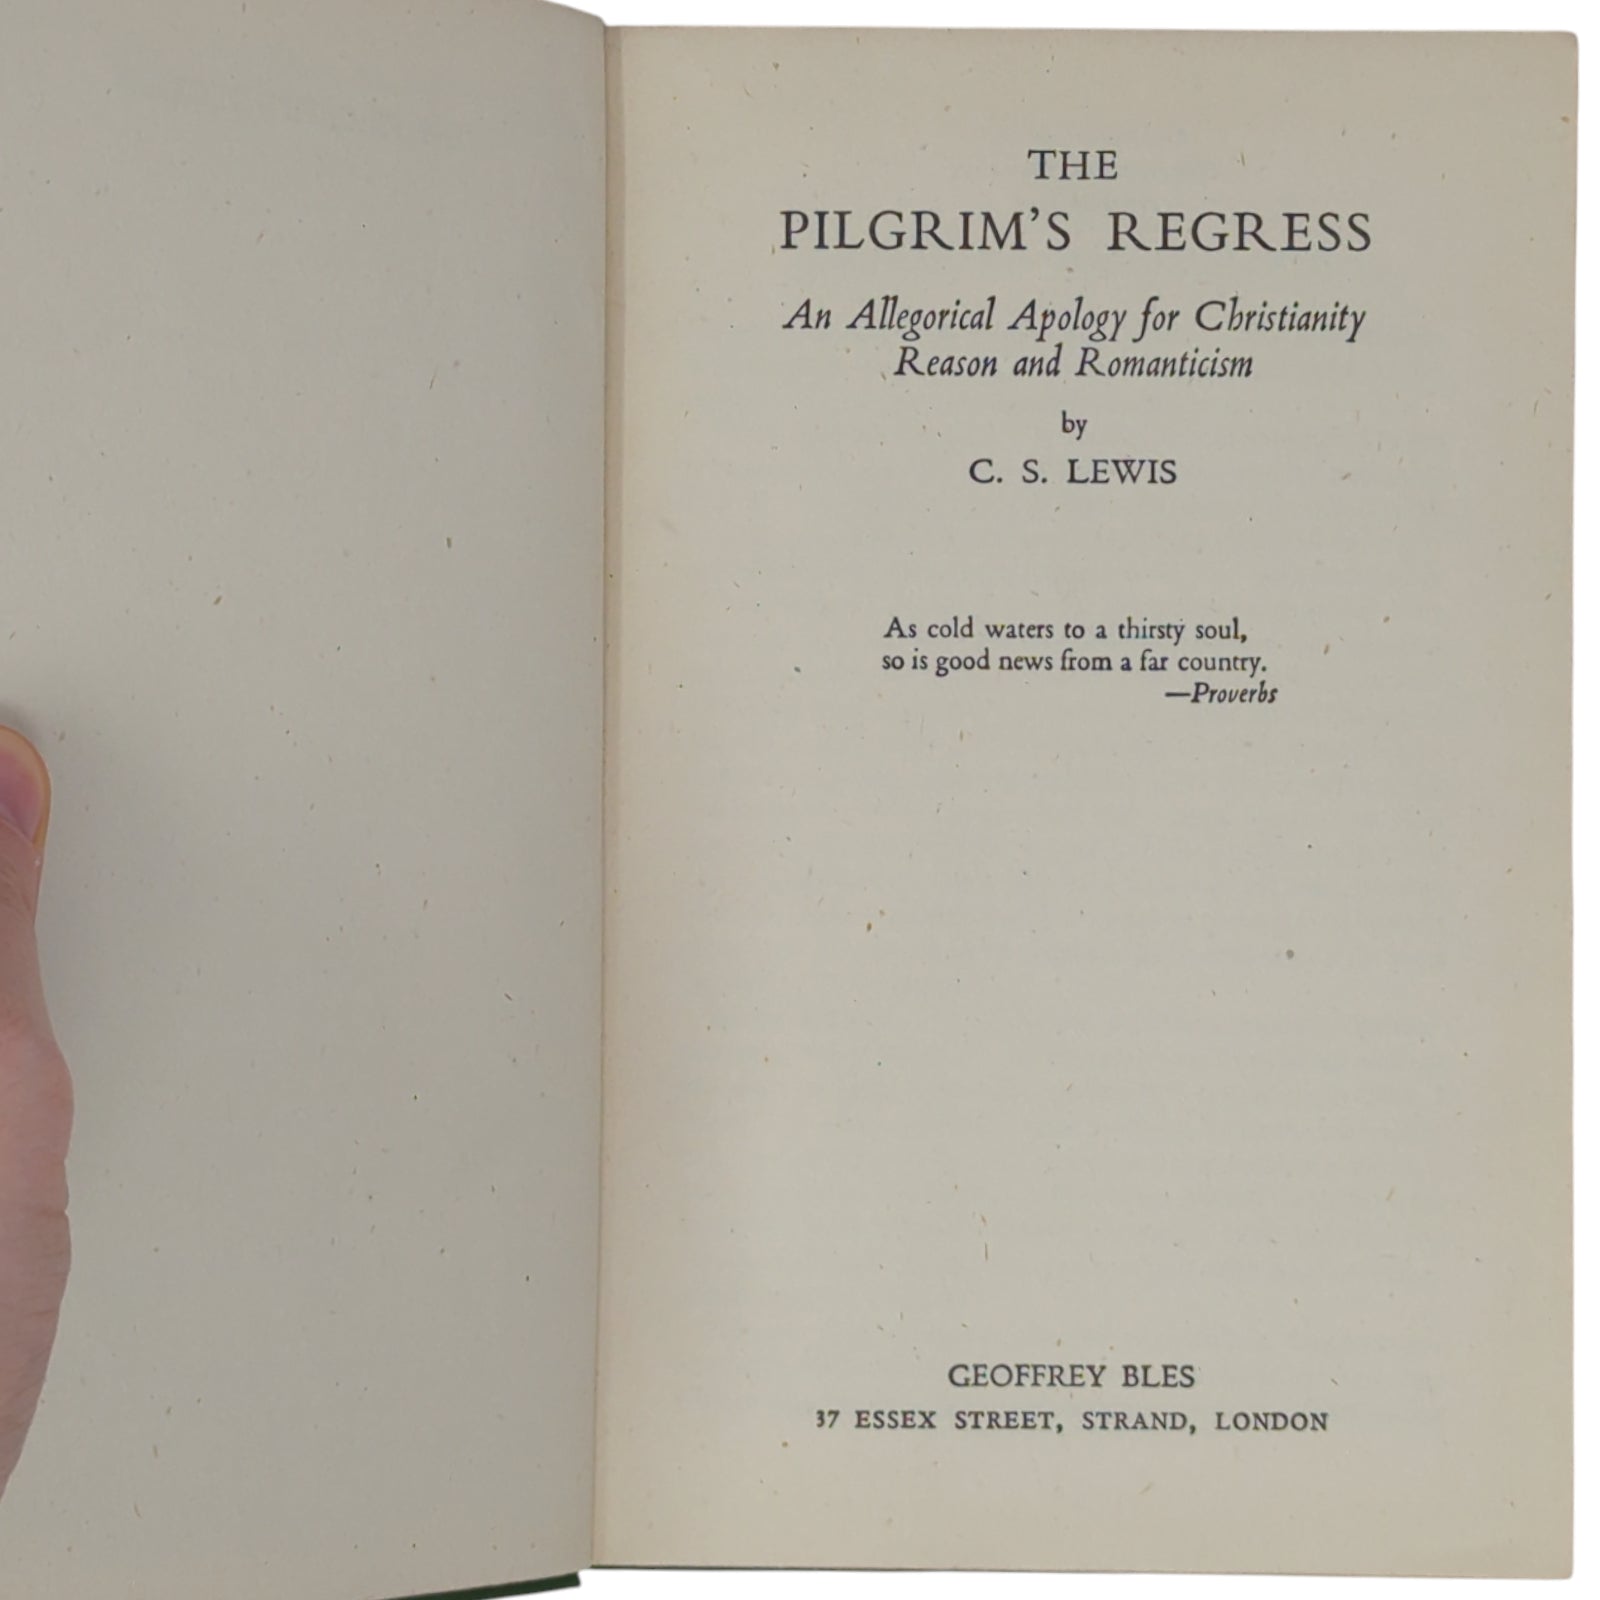 THE
PILGRIM'S REGRESS
An Allegorical Apology for Christianity
Reason and Romanticism
by
C. S. LEWIS
As cold waters to a thirsty soul,
so is good news from a far country.
—Proverbs
GEOFFREY BLES
37 ESSEX STREET, STRAND, LONDON